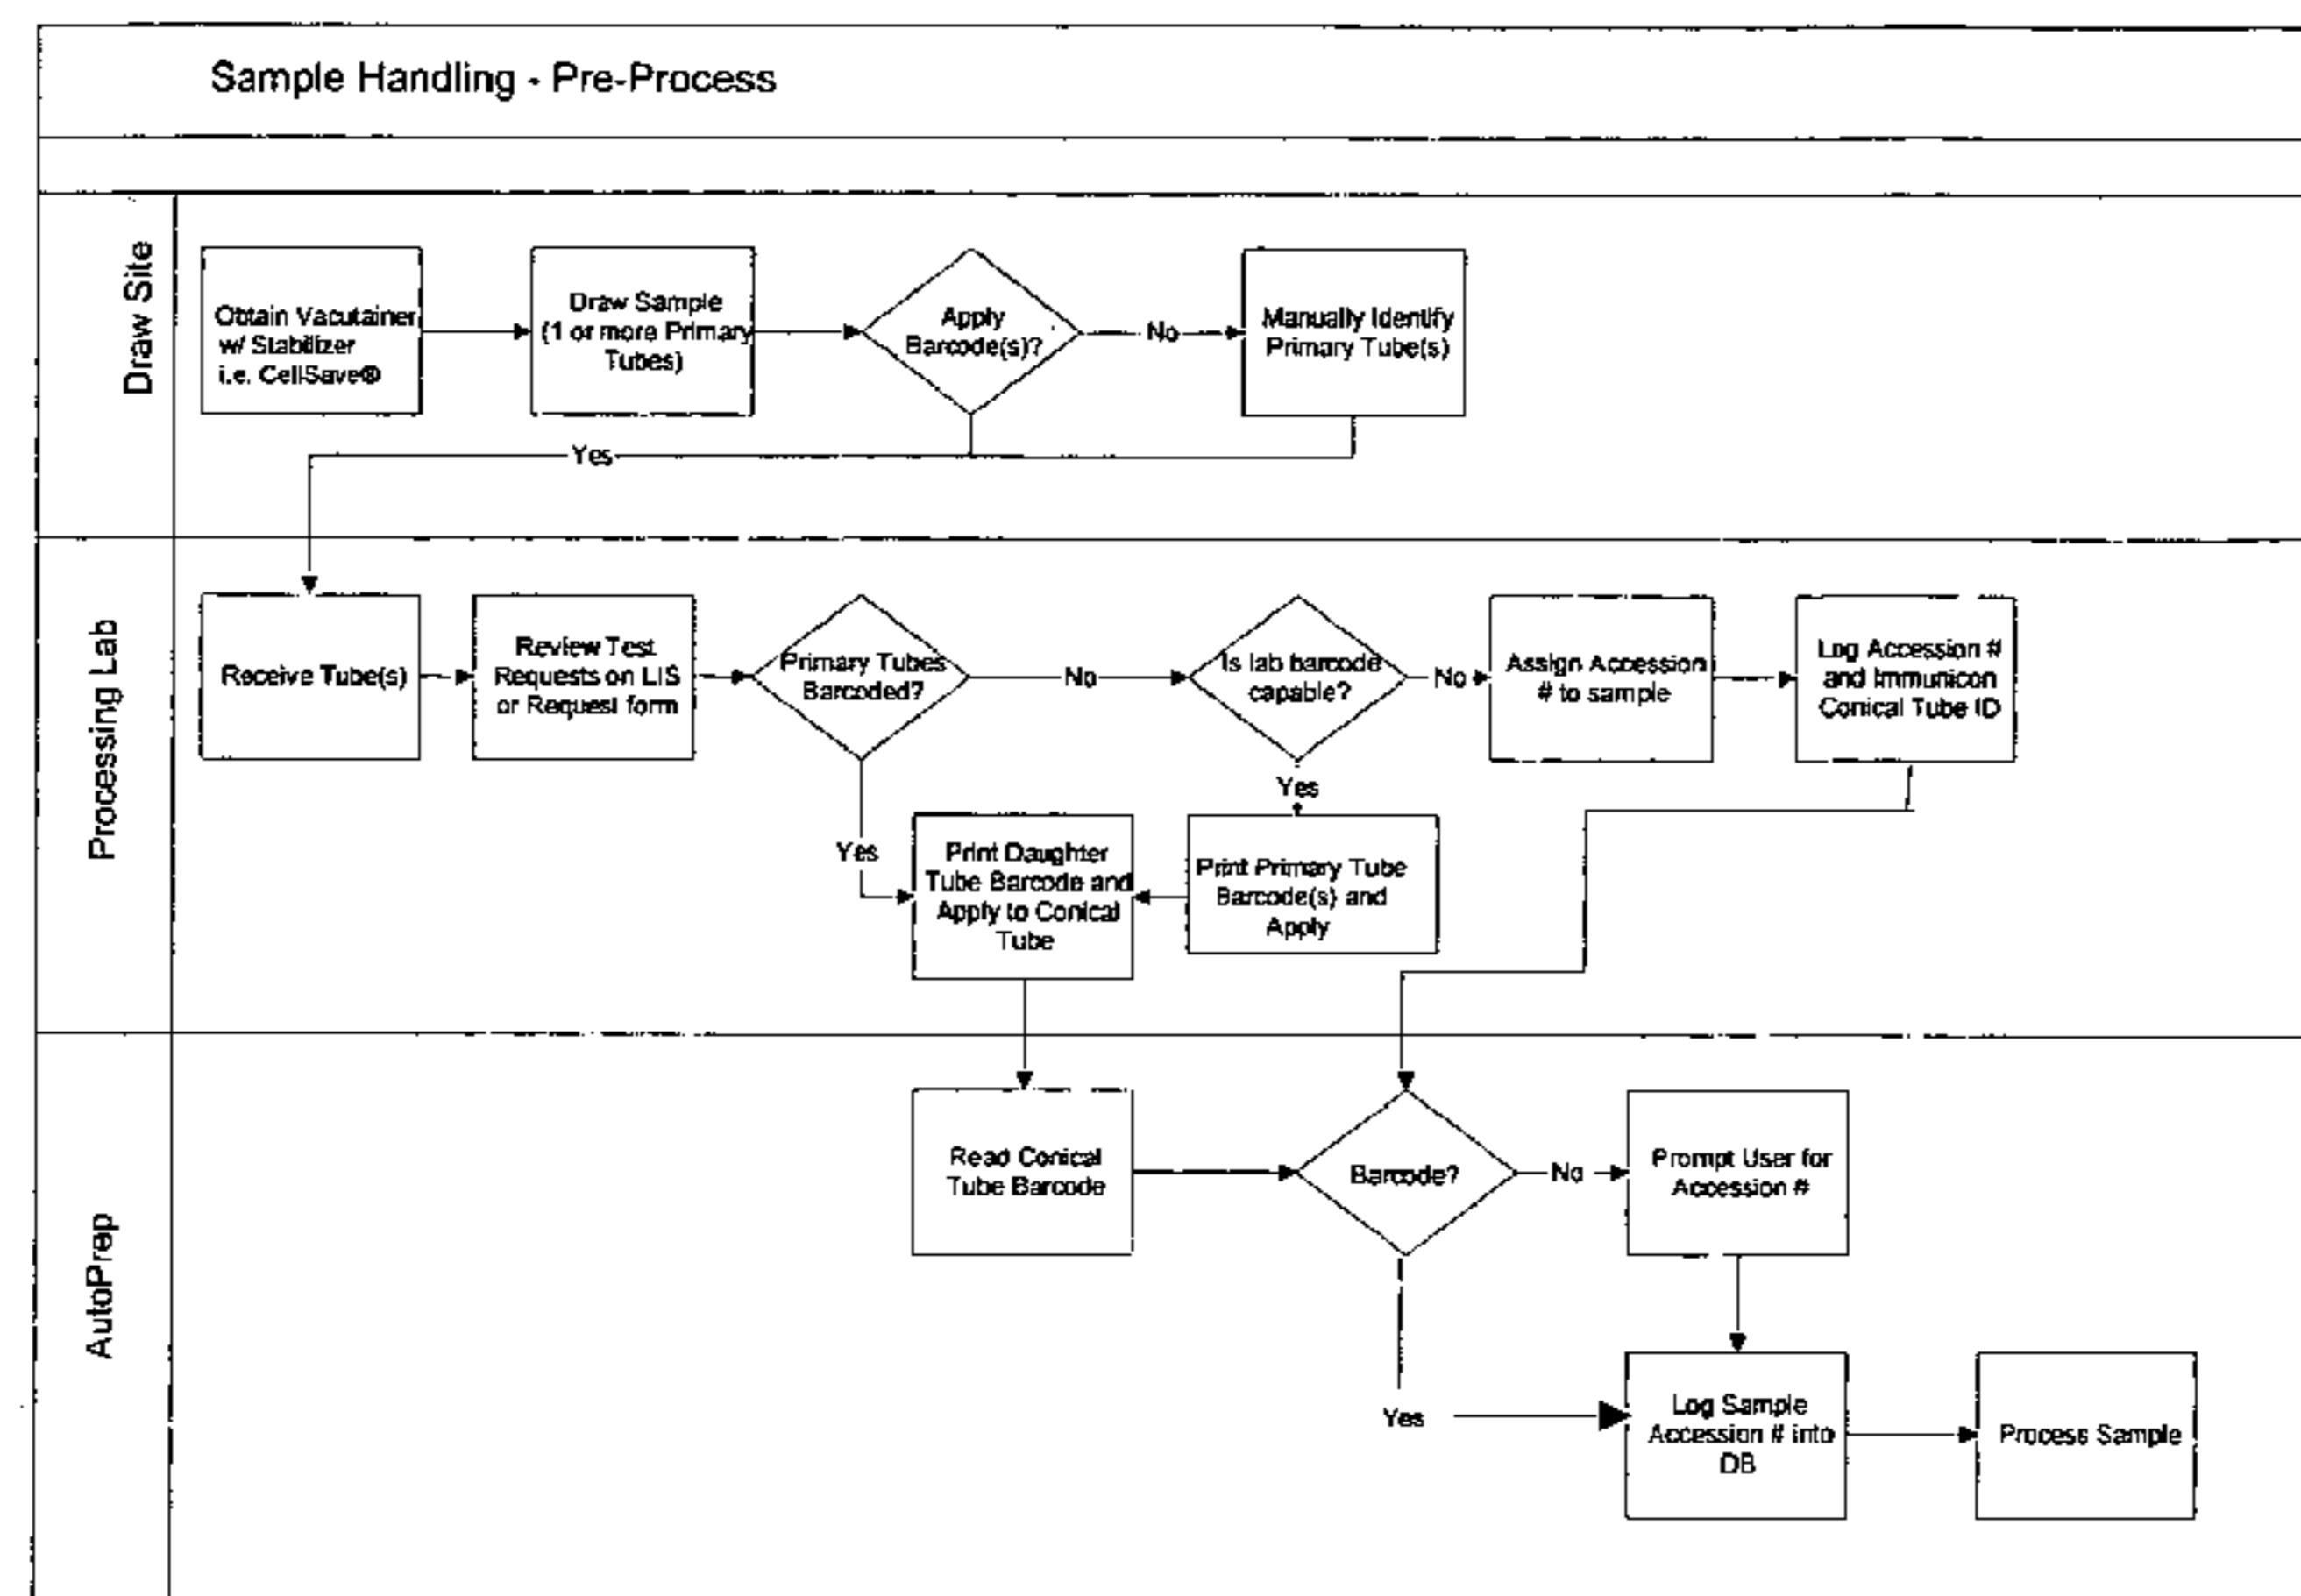 Sample Handling - Pre-Process
Draw Site
Obtain Vacutainer
w/ Stabilizer
i.e. CellSave®
Draw Sample
(1 or more Primary
Tubes)
Apply
Barcode(s)?
No
Manually Identify
Primary Tube(s)
Yes
Processing Lab
Receive Tube(s)
Review Test
Requests on LIS
or Request form
Primary Tubes
Barcoded?
No
Is lab barcode
capable?
No
Assign Accession
# to sample
Log Accession #
and Immunicon
Conical Tube ID
Yes
Yes
Print Daughter
Tube Barcode and
Apply to Conical
Tube
Print Primary Tube
Barcode(s) and
Apply
AutoPrep
Read Conical
Tube Barcode
Barcode?
No
Prompt User for
Accession #
Yes
Log Sample
Accession # into
DB
Process Sample